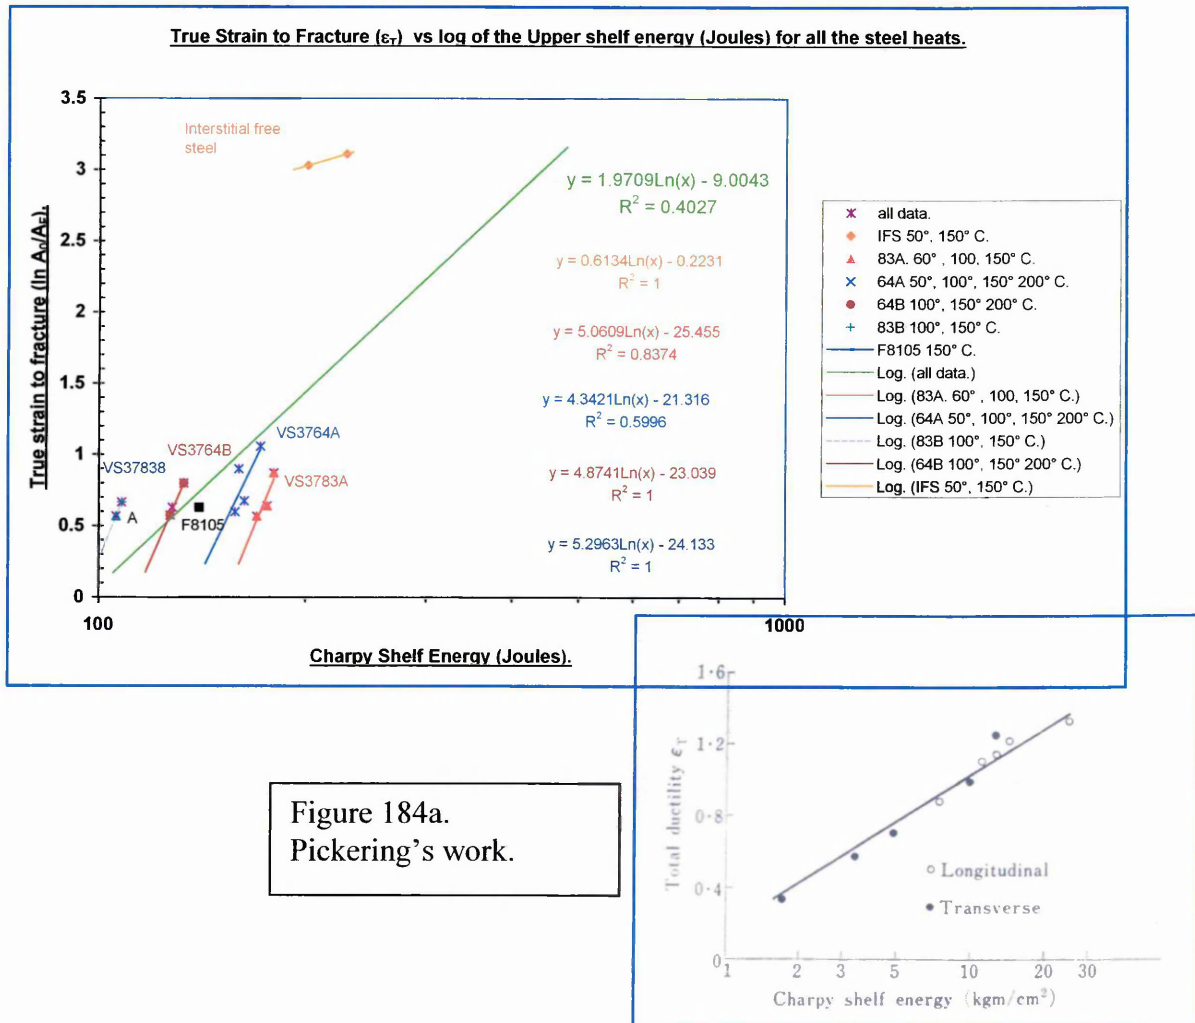 True Strain to Fracture (εT) vs log of the Upper shelf energy (Joules) for all the steel heats.
3.5
3
2.5
2
1.5
1
0.5
0
True strain to fracture (ln A0/AF).
Interstitial free
steel
y = 1.9709Ln(x) - 9.0043
R² = 0.4027
y = 0.6134Ln(x) - 0.2231
R² = 1
y = 5.0609Ln(x) - 25.455
R² = 0.8374
y = 4.3421Ln(x) - 21.316
R² = 0.5996
y = 4.8741Ln(x) - 23.039
R² = 1
y = 5.2963Ln(x) - 24.133
R² = 1
VS3764A
VS3764B
VS37838
VS3783A
A
F8105
100
1000
Charpy Shelf Energy (Joules).
all data.
IFS 50°, 150° C.
83A. 60° , 100, 150° C.
64A 50°, 100°, 150° 200° C.
64B 100°, 150° 200° C.
83B 100°, 150° C.
F8105 150° C.
Log. (all data.)
Log. (83A. 60° , 100, 150° C.)
Log. (64A 50°, 100°, 150° 200° C.)
Log. (83B 100°, 150° C.)
Log. (64B 100°, 150° 200° C.)
Log. (IFS 50°, 150° C.)
Figure 184a.
Pickering's work.
1·6
1·2
0·8
0·4
0
Total ductility εT
Longitudinal
Transverse
1 2 3 5 10 20 30
Charpy shelf energy (kgm/cm²)